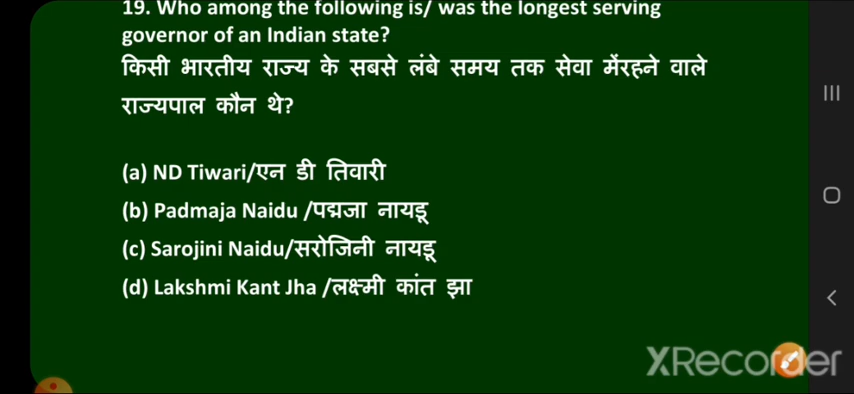 19. Who among the following is/ was the longest serving
governor of an Indian state?
किसी भारतीय राज्य के सबसे लंबे समय तक सेवा मेंरहने वाले
राज्यपाल कौन थे?
(a) ND Tiwari/एन डी तिवारी
(b) Padmaja Naidu /पद्मजा नायडू
(c) Sarojini Naidu/सरोजिनी नायडू
(d) Lakshmi Kant Jha /लक्ष्मी कांत झा
XRecorder